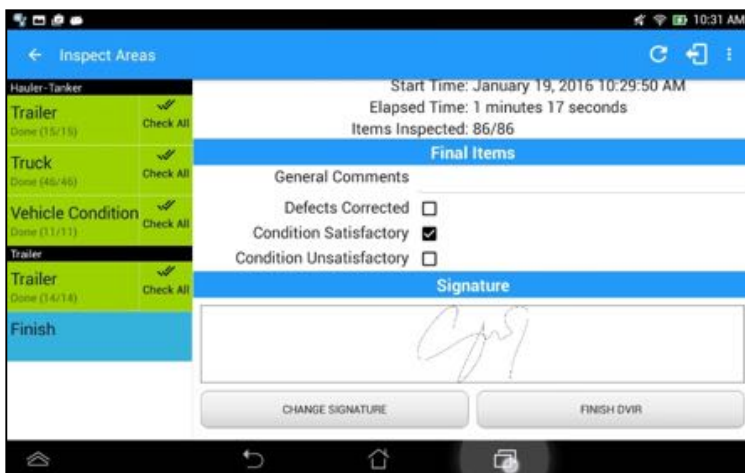 10:31 AM
Inspect Areas
Hauler-Tanker
Trailer
Done (15/15)
Check All
Truck
Done (46/46)
Check All
Vehicle Condition
Done (11/11)
Check All
Trailer
Trailer
Done (14/14)
Check All
Finish
Start Time: January 19, 2016 10:29:50 AM
Elapsed Time: 1 minutes 17 seconds
Items Inspected: 86/86
Final Items
General Comments
Defects Corrected
Condition Satisfactory
Condition Unsatisfactory
Signature
CHANGE SIGNATURE
FINISH DVIR